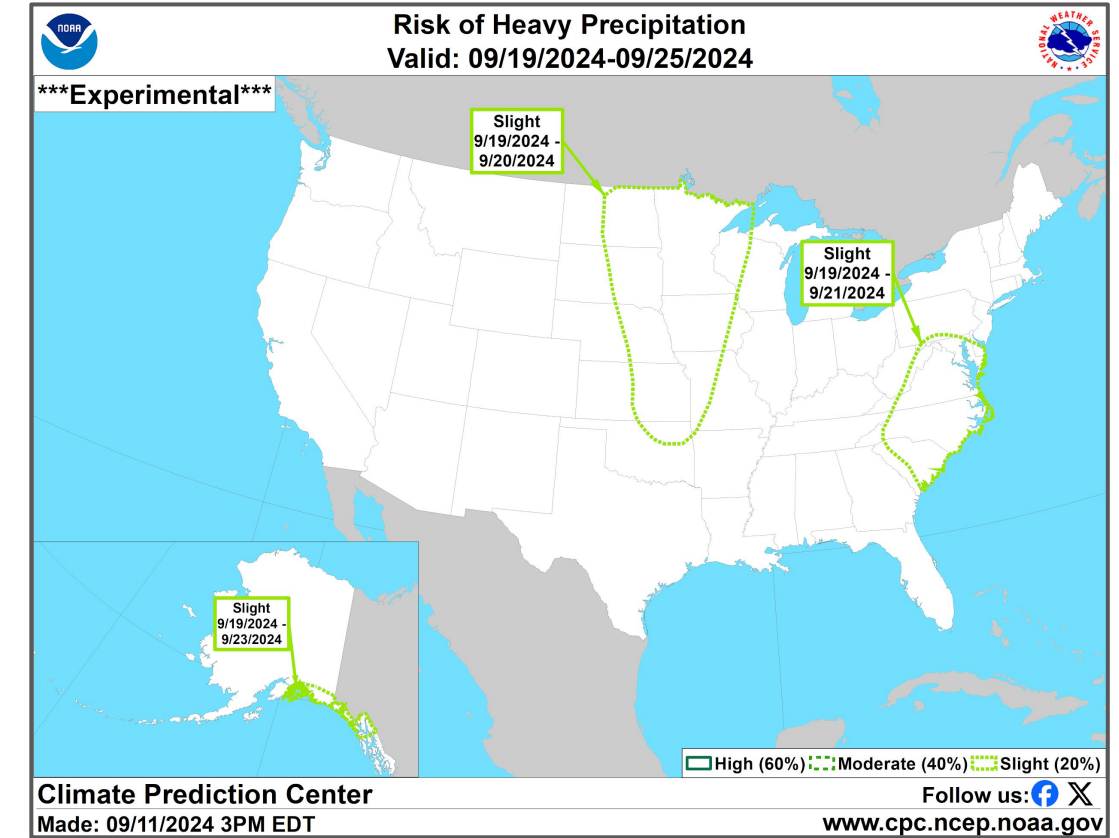 NOAA
Risk of Heavy Precipitation
Valid: 09/19/2024-09/25/2024
NATIONAL WEATHER SERVICE
***Experimental***
Slight
9/19/2024 -
9/20/2024
Slight
9/19/2024 -
9/21/2024
Slight
9/19/2024 -
9/23/2024
High (60%) Moderate (40%) Slight (20%)
Climate Prediction Center
Follow us:
Made: 09/11/2024 3PM EDT
www.cpc.ncep.noaa.gov